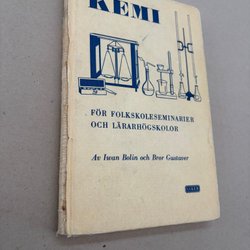 KEMI
FÖR FOLKSKOLESEMINARIER
OCH LÄRARHÖGSKOLOR
Av Iwan Bolin och Bror Gustaver